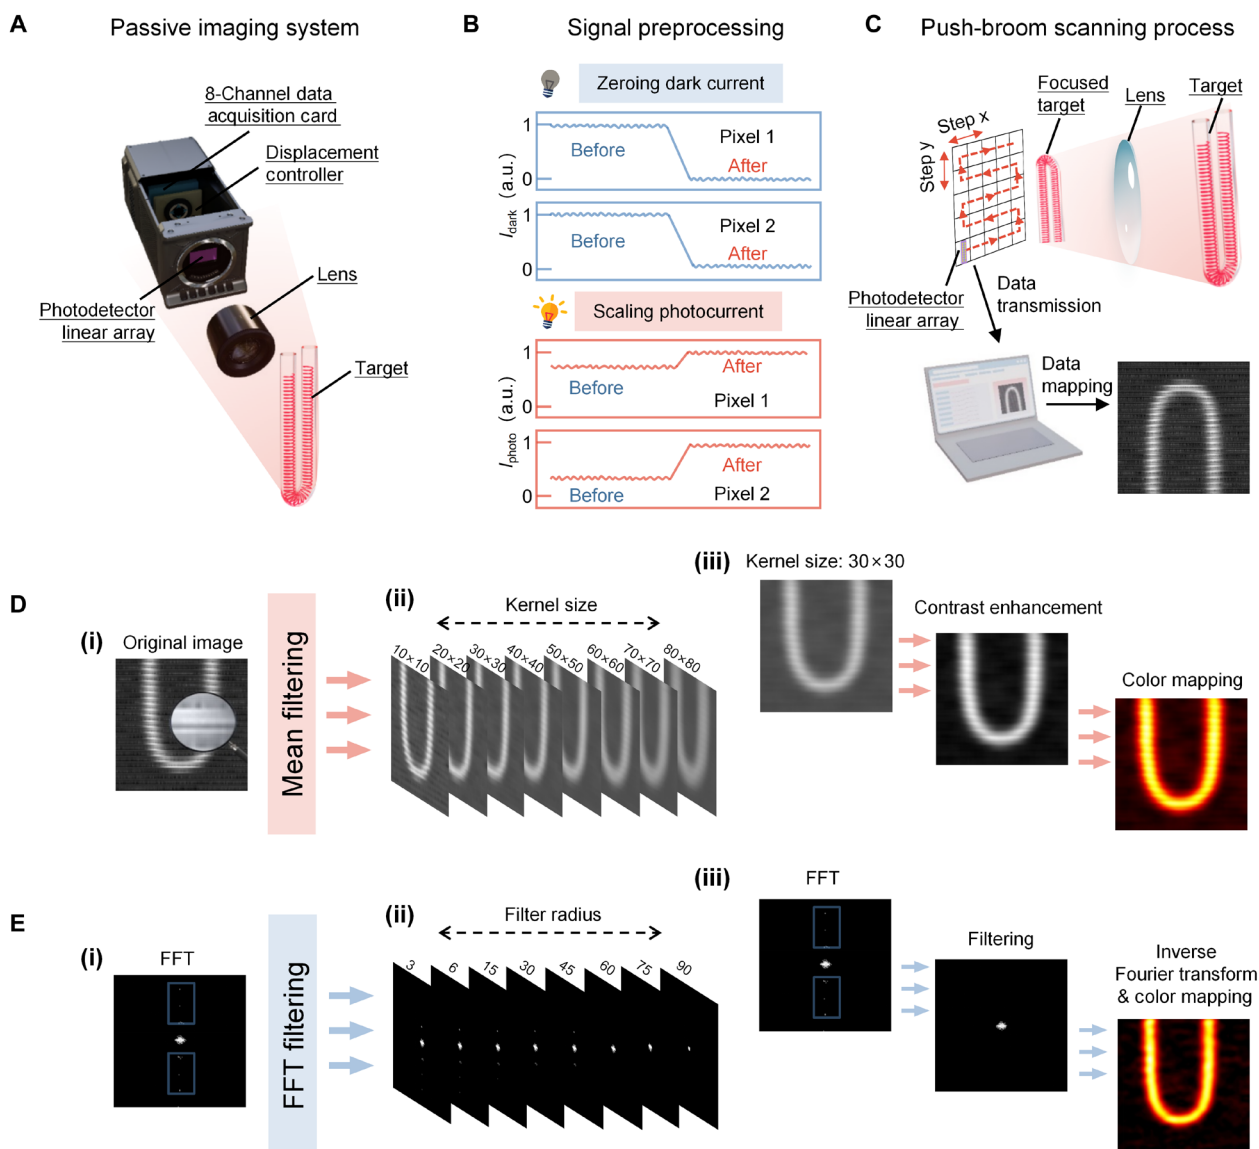 A
Passive imaging system
8-Channel data
acquisition card
Displacement
controller
Lens
Photodetector
linear array
Target
B
Signal preprocessing
Zeroing dark current
1
Pixel 1
Before
After
0
1
Pixel 2
Before
After
0
I_dark (a.u.)
Scaling photocurrent
1
After
Before
Pixel 1
0
1
After
Before
Pixel 2
0
I_photo (a.u.)
C
Push-broom scanning process
Focused
target
Lens
Target
Step x
Step y
Photodetector
linear array
Data
transmission
Data
mapping
D
(i)
Original image
Mean filtering
(ii)
Kernel size
10×10
20×20
30×30
40×40
50×50
60×60
70×70
80×80
(iii)
Kernel size: 30×30
Contrast enhancement
Color mapping
E
(i)
FFT
FFT filtering
(ii)
Filter radius
3
6
15
30
45
60
75
90
(iii)
FFT
Filtering
Inverse
Fourier transform
& color mapping